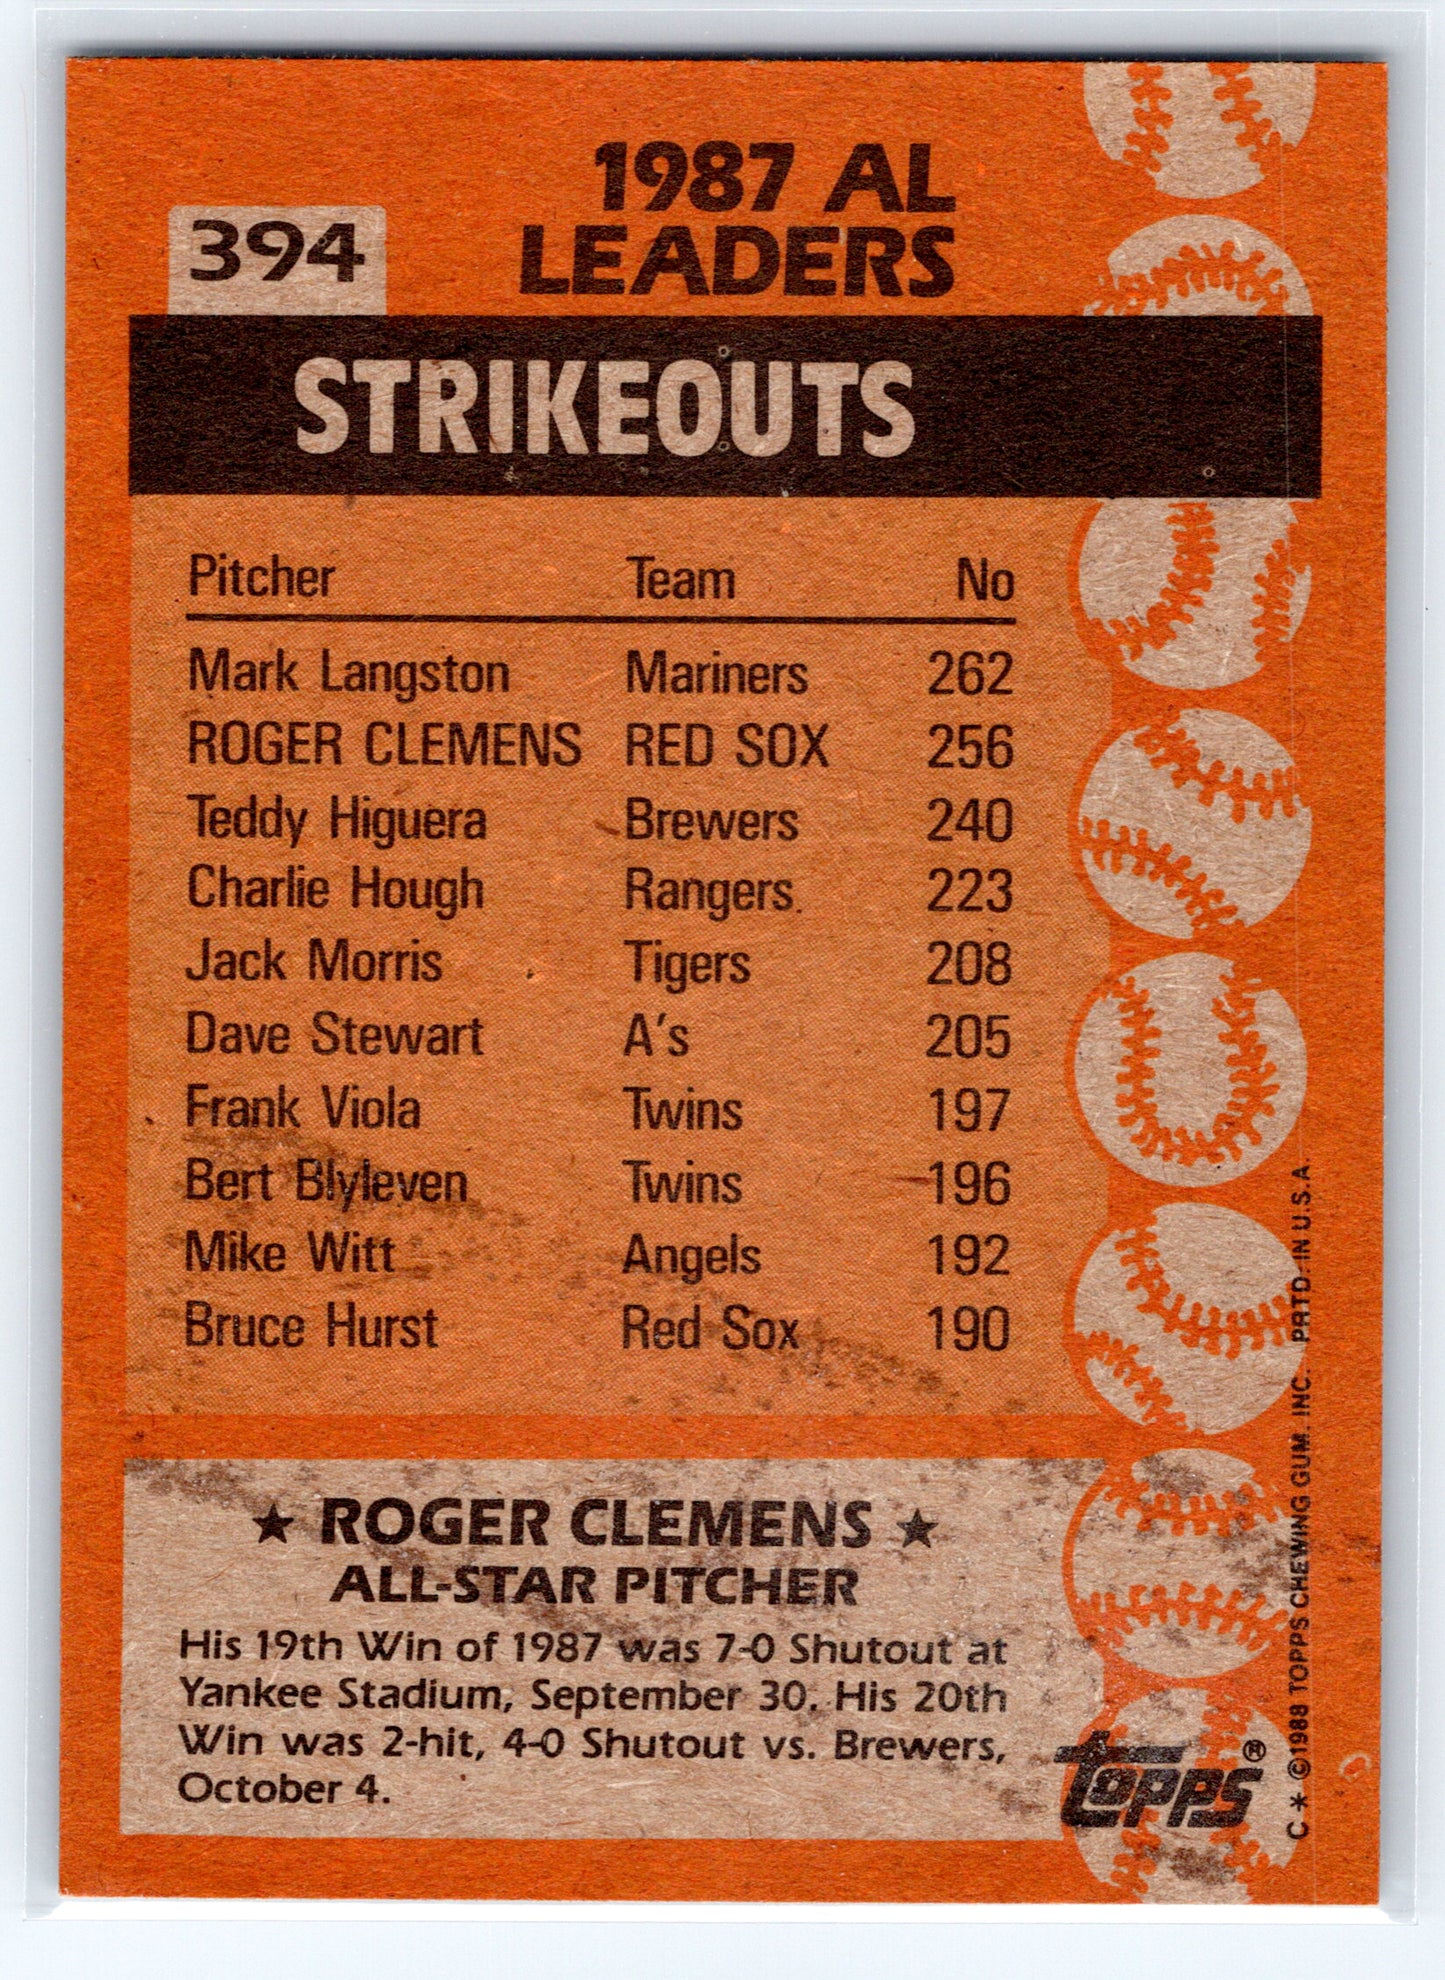 1987 AL
LEADERS
394
STRIKEOUTS
Pitcher Team No
Mark Langston Mariners 262
ROGER CLEMENS RED SOX 256
Teddy Higuera Brewers 240
Charlie Hough Rangers 223
Jack Morris Tigers 208
Dave Stewart A's 205
Frank Viola Twins 197
Bert Blyleven Twins 196
Mike Witt Angels 192
Bruce Hurst Red Sox 190
★ ROGER CLEMENS ★
ALL-STAR PITCHER
His 19th Win of 1987 was 7-0 Shutout at
Yankee Stadium, September 30. His 20th
Win was 2-hit, 4-0 Shutout vs. Brewers,
October 4.
topps®
C * ©1988 TOPPS CHEWING GUM, INC. PRTD. IN U.S.A.